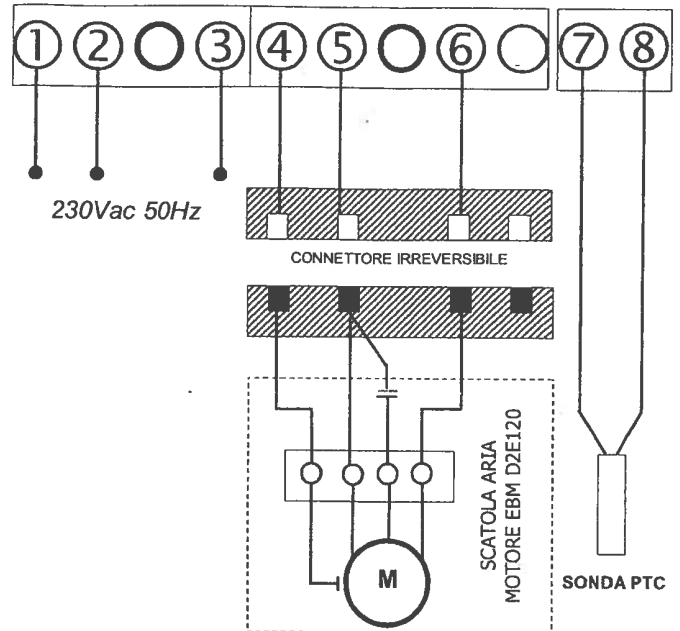 1 2 3 4 5 6 7 8
230Vac 50Hz
CONNETTORE IRREVERSIBILE
SCATOLA ARIA
MOTORE EBM D2E120
M
SONDA PTC